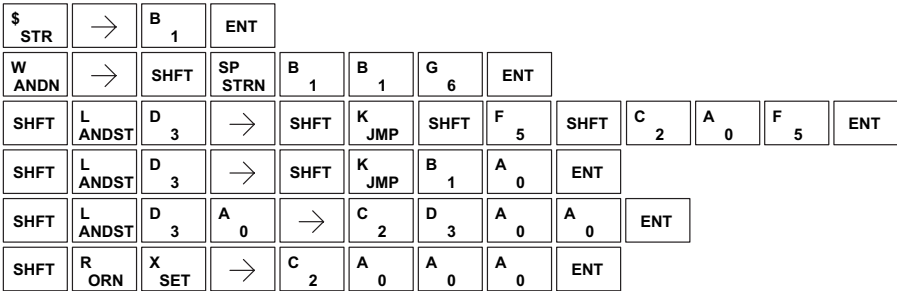 $ STR → B 1 ENT
W ANDN → SHFT SP STRN B 1 B 1 G 6 ENT
SHFT L ANDST D 3 → SHFT K JMP SHFT F 5 SHFT C 2 A 0 F 5 ENT
SHFT L ANDST D 3 → SHFT K JMP B 1 A 0 ENT
SHFT L ANDST D 3 A 0 → C 2 D 3 A 0 A 0 ENT
SHFT R ORN X SET → C 2 A 0 A 0 A 0 ENT